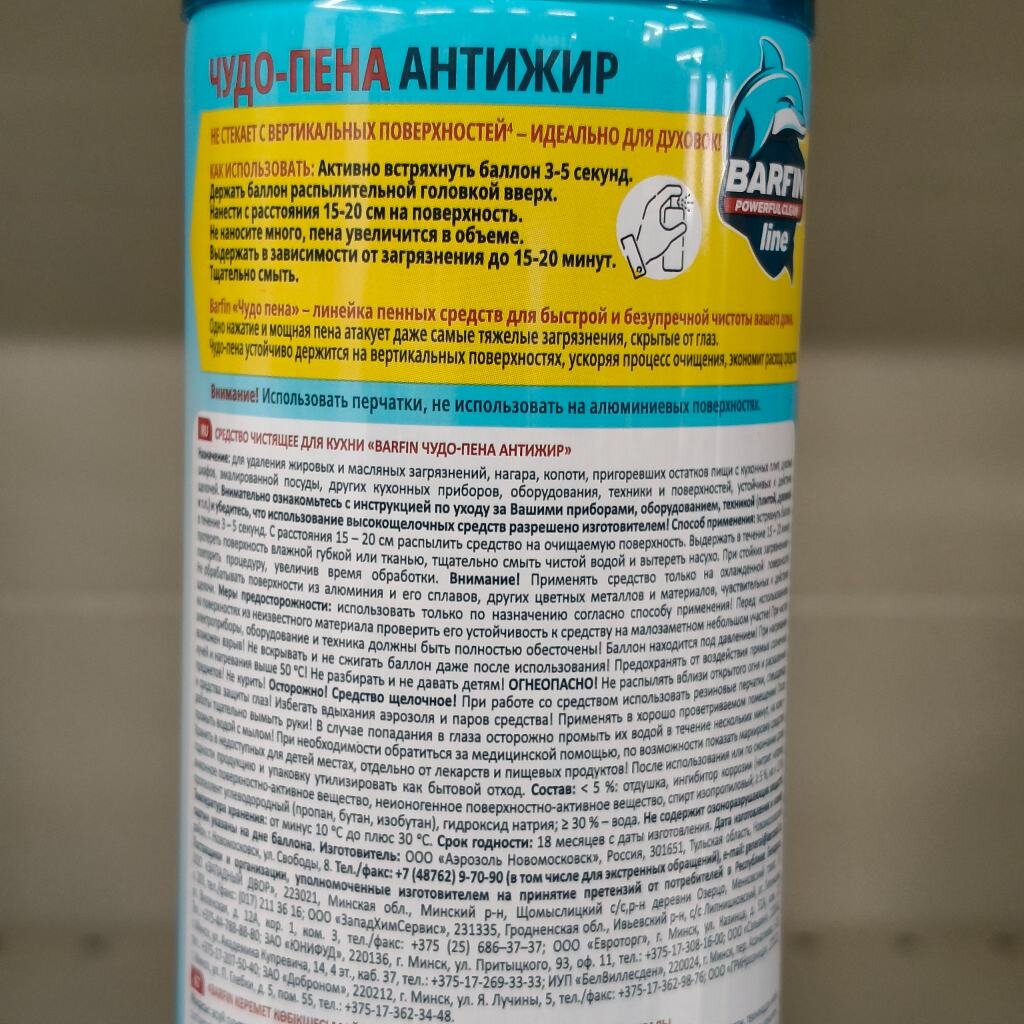 ЧУДО-ПЕНА АНТИЖИР
НЕ СТЕКАЕТ С ВЕРТИКАЛЬНЫХ ПОВЕРХНОСТЕЙ⁴ – ИДЕАЛЬНО ДЛЯ ДУХОВОК!
BARFIN
POWERFUL CLEAN
line
КАК ИСПОЛЬЗОВАТЬ: Активно встряхнуть баллон 3-5 секунд.
Держать баллон распылительной головкой вверх.
Нанести с расстояния 15-20 см на поверхность.
Не наносите много, пена увеличится в объеме.
Выдержать в зависимости от загрязнения до 15-20 минут.
Тщательно смыть.
Barfin «Чудо пена» – линейка пенных средств для быстрой и безупречной чистоты вашего дома.
Одно нажатие и мощная пена атакует даже самые тяжелые загрязнения, скрытые от глаз.
Чудо-пена устойчиво держится на вертикальных поверхностях, ускоряя процесс очищения, экономит расход
Внимание! Использовать перчатки, не использовать на алюминиевых поверхностях.
RU СРЕДСТВО ЧИСТЯЩЕЕ ДЛЯ КУХНИ «BARFIN ЧУДО-ПЕНА АНТИЖИР»
Назначение: для удаления жировых и масляных загрязнений, нагара, копоти, пригоревших остатков пищи с кухонных плит,
шкафов, эмалированной посуды, других кухонных приборов, оборудования, техники и поверхностей, устойчивых к действию
щелочей. Внимательно ознакомьтесь с инструкцией по уходу за Вашими приборами, оборудованием, техникой (плитой,
и т.п.) и убедитесь, что использование высокощелочных средств разрешено изготовителем! Способ применения: встряхнуть баллон
в течение 3–5 секунд. С расстояния 15 – 20 см распылить средство на очищаемую поверхность. Выдержать в течение 15 – 20 минут
протереть поверхность влажной губкой или тканью, тщательно смыть чистой водой и вытереть насухо. При стойких загрязнениях
повторить процедуру, увеличив время обработки. Внимание! Применять средство только на охлажденной поверхности
Не обрабатывать поверхности из алюминия и его сплавов, других цветных металлов и материалов, чувствительных к действию
щелочи. Меры предосторожности: использовать только по назначению согласно способу применения! Перед использованием
на поверхностях из неизвестного материала проверить его устойчивость к средству на малозаметном небольшом участке! При чистке
электроприборы, оборудование и техника должны быть полностью обесточены! Баллон находится под давлением! При нагревании
возможен взрыв! Не вскрывать и не сжигать баллон даже после использования! Предохранять от воздействия прямых солнечных
лучей и нагревания выше 50 °C! Не разбирать и не давать детям! ОГНЕОПАСНО! Не распылять вблизи открытого огня и раскаленных
предметов! Не курить! Осторожно! Средство щелочное! При работе со средством использовать резиновые перчатки,
и средства защиты глаз! Избегать вдыхания аэрозоля и паров средства! Применять в хорошо проветриваемом помещении!
работы тщательно вымыть руки! В случае попадания в глаза осторожно промыть их водой в течение нескольких минут,
промыть водой с мылом! При необходимости обратиться за медицинской помощью, по возможности показать маркировку средства!
Хранить в недоступных для детей местах, отдельно от лекарств и пищевых продуктов! После использования или по окончании
годности продукцию и упаковку утилизировать как бытовой отход. Состав: < 5 %: отдушка, ингибитор коррозии
поверхностно-активное вещество, неионогенное поверхностно-активное вещество, спирт изопропиловый; ≥ 5 %,
углеводородный (пропан, бутан, изобутан), гидроксид натрия; ≥ 30 % – вода. Не содержит озоноразрушающих
Температура хранения: от минус 10 °C до плюс 30 °C. Срок годности: 18 месяцев с даты изготовления. Дата изготовления и номер
партии указаны на дне баллона. Изготовитель: ООО «Аэрозоль Новомосковск», Россия, 301651, Тульская область, Новомосковский
район, г. Новомосковск, ул. Свободы, 8. Тел./факс: +7 (48762) 9-70-90 (в том числе для экстренных обращений), e-mail:
и организации, уполномоченные изготовителем на принятие претензий от потребителей в Республике
ООО «ЗАПАДНЫЙ ДВОР», 223021, Минская обл., Минский р-н, Щомыслицкий с/с,р-н деревни Озерцо,
тел./факс: (017) 211 36 16; ООО «ЗападХимСервис», 231335, Гродненская обл., Ивьевский р-н, с/с Липнишковский,
д. 12А, кор. 1, ком. 3, тел./факс: +375 (25) 686–37–37; ООО «Евроторг», г. Минск, ул. Казинца,
ЗАО «ЮНИФУД», 220136, г. Минск, ул. Притыцкого, 93, оф. 11, тел.: +375-17-308-16-00; ООО
ул. Академика Купревича, 14, 4 эт., каб. 37, тел.: +375-17-269-33-33; ИУП «БелВиллесден», 220024, г. Минск, пер.
ЗАО «Доброном», 220212, г. Минск, ул. Я. Лучины, 5, тел./факс: +375-17-362-98-76; ООО
д. 5, пом. 55, тел.: +375-17-362-34-48.
«BARFIN КЕРЕМЕТ